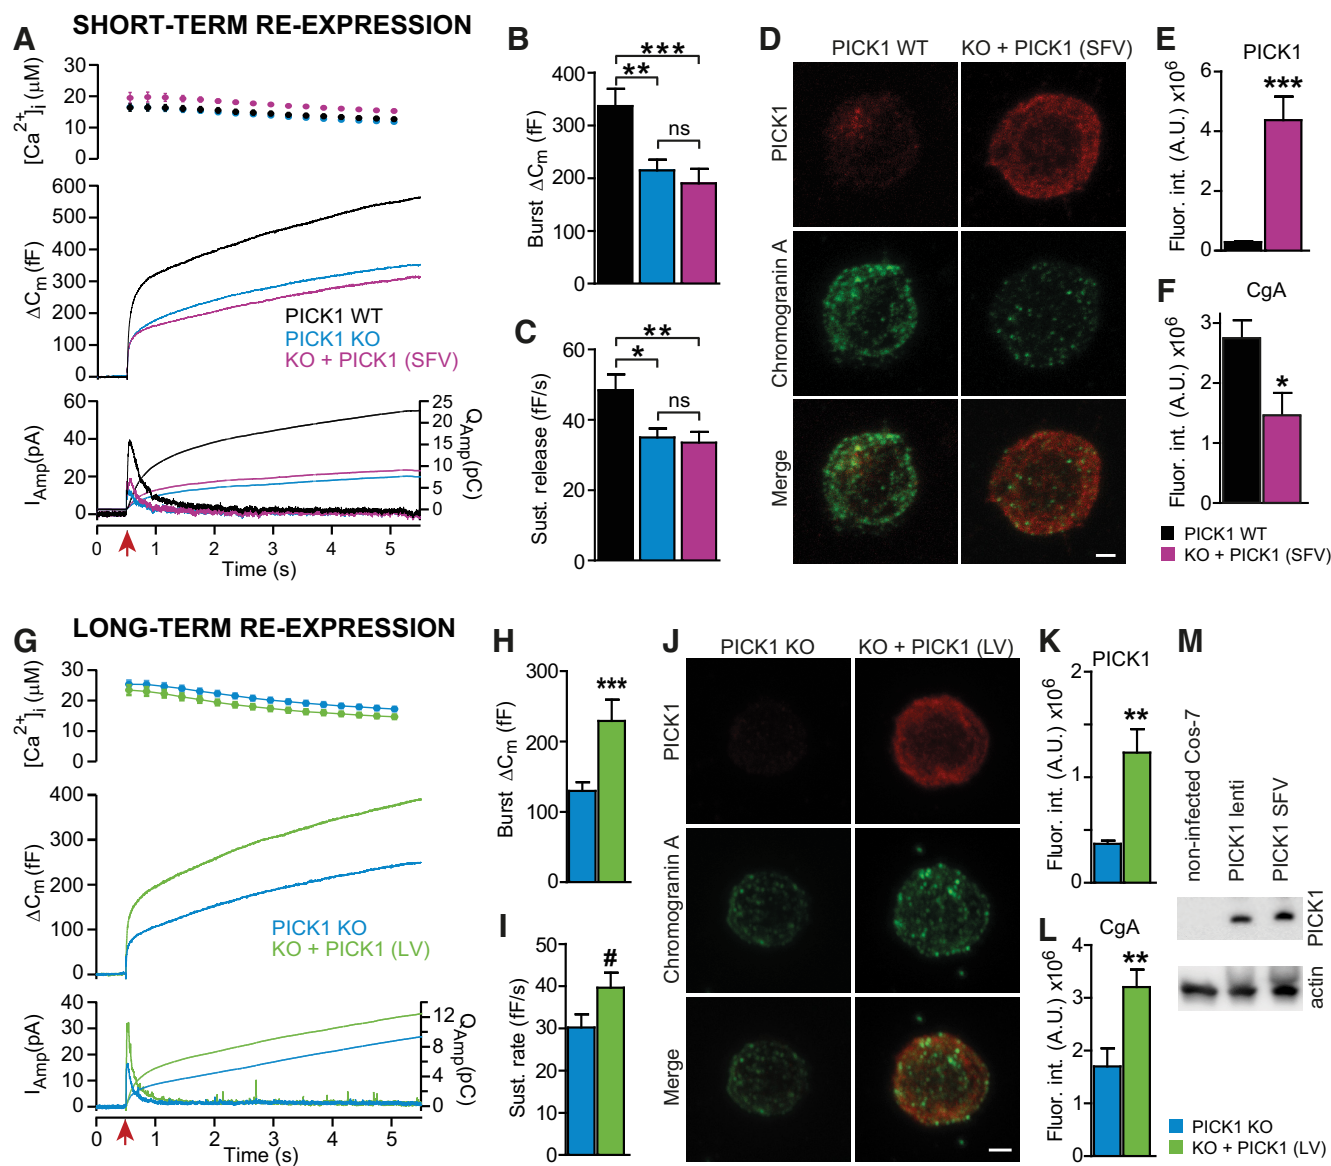 SHORT-TERM RE-EXPRESSION
A
[Ca2+]i (µM)
30
20
10
0
ΔCm (fF)
600
500
400
300
200
100
0
PICK1 WT
PICK1 KO
KO + PICK1 (SFV)
IAmp(pA)
60
40
20
0
25
20
15
10
5
0
QAmp(pC)
0 1 2 3 4 5
Time (s)
B
Burst ΔCm (fF)
400
300
200
100
0
***
**
ns
C
Sust. release (fF/s)
60
40
20
0
**
*
ns
D
PICK1 WT
KO + PICK1 (SFV)
PICK1
Chromogranin A
Merge
E
PICK1
Fluor. int. (A.U.) x10^6
6
4
2
0
***
F
CgA
Fluor. int. (A.U.) x10^6
3
2
1
0
*
PICK1 WT
KO + PICK1 (SFV)
LONG-TERM RE-EXPRESSION
G
[Ca2+]i (µM)
30
20
10
0
ΔCm (fF)
400
300
200
100
0
PICK1 KO
KO + PICK1 (LV)
IAmp(pA)
40
30
20
10
0
12
8
4
0
QAmp(pC)
0 1 2 3 4 5
Time (s)
H
Burst ΔCm (fF)
300
200
100
0
***
I
Sust. rate (fF/s)
50
40
30
20
10
0
#
J
PICK1 KO
KO + PICK1 (LV)
PICK1
Chromogranin A
Merge
K
PICK1
Fluor. int. (A.U.) x10^6
2
1
0
**
L
CgA
Fluor. int. (A.U.) x10^6
4
3
2
1
0
**
M
non-infected Cos-7
PICK1 lenti
PICK1 SFV
PICK1
actin
PICK1 KO
KO + PICK1 (LV)